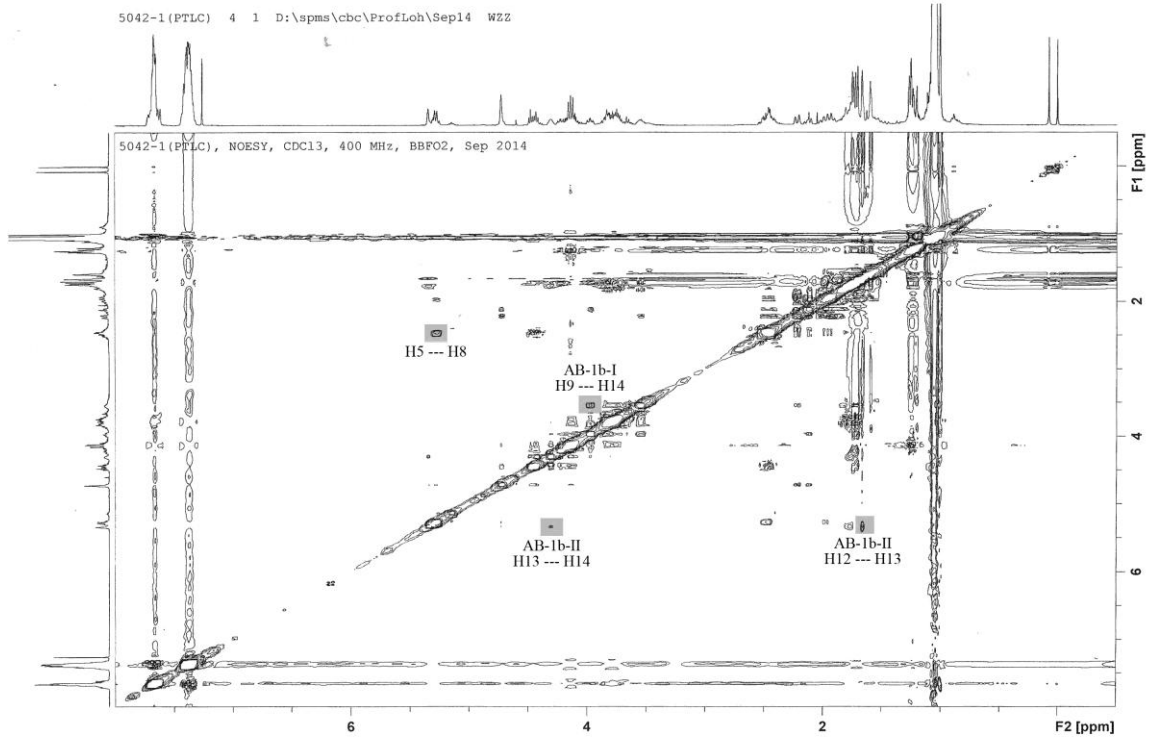 5042-1(PTLC) 4 1 D:\spms\cbc\ProfLoh\Sep14 WZZ
5042-1(PTLC), NOESY, CDCl3, 400 MHz, BBFO2, Sep 2014
F1 [ppm]
2
H5 --- H8
AB-1b-I
H9 --- H14
4
AB-1b-II
H13 --- H14
AB-1b-II
H12 --- H13
6
6
4
2
F2 [ppm]